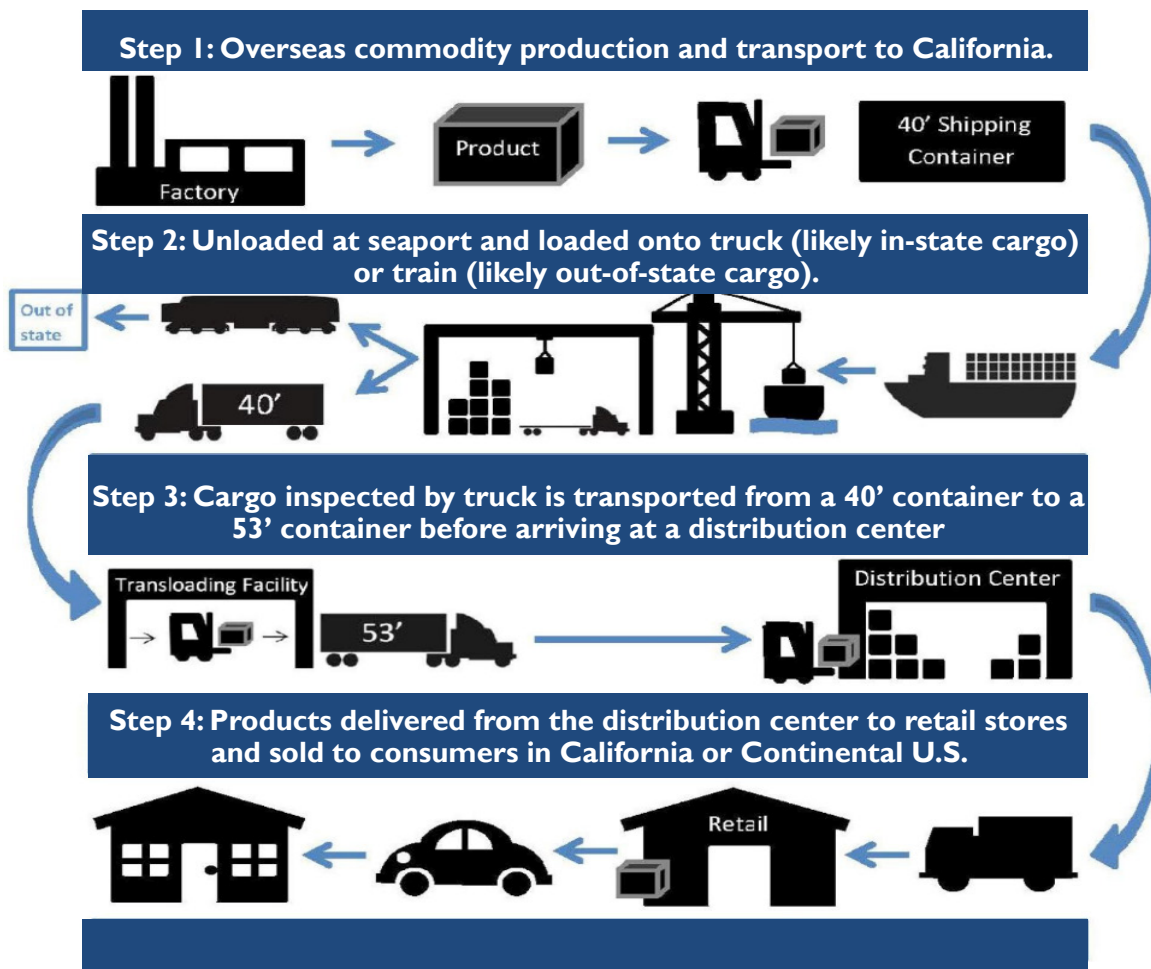 Step 1: Overseas commodity production and transport to California.
Factory
Product
40' Shipping
Container
Step 2: Unloaded at seaport and loaded onto truck (likely in-state cargo)
or train (likely out-of-state cargo).
Out of
state
40'
Step 3: Cargo inspected by truck is transported from a 40’ container to a
53’ container before arriving at a distribution center
Transloading Facility
53'
Distribution Center
Step 4: Products delivered from the distribution center to retail stores
and sold to consumers in California or Continental U.S.
Retail